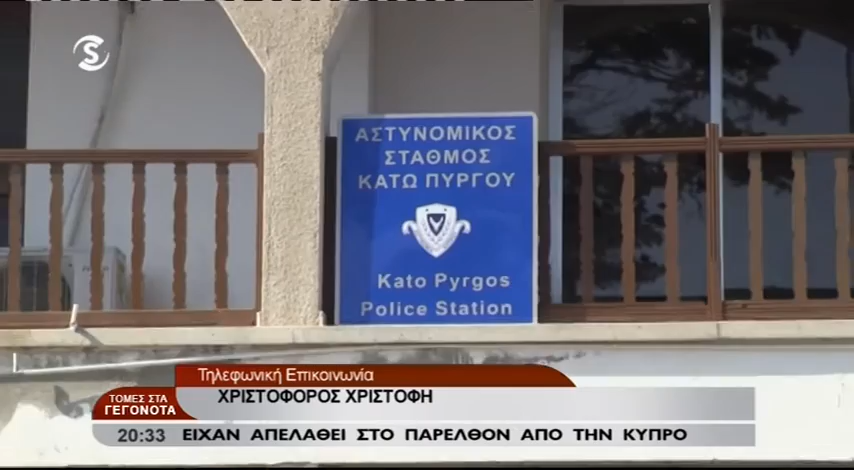 S
ΑΣΤΥΝΟΜΙΚΟΣ
ΣΤΑΘΜΟΣ
ΚΑΤΩ ΠΥΡΓΟΥ
Kato Pyrgos
Police Station
Τηλεφωνική Επικοινωνία
ΧΡΙΣΤΟΦΟΡΟΣ ΧΡΙΣΤΟΦΗ
ΤΟΜΕΣ ΣΤΑ
ΓΕΓΟΝΟΤΑ
20:33 ΕΙΧΑΝ ΑΠΕΛΑΘΕΙ ΣΤΟ ΠΑΡΕΛΘΟΝ ΑΠΟ ΤΗΝ ΚΥΠΡΟ